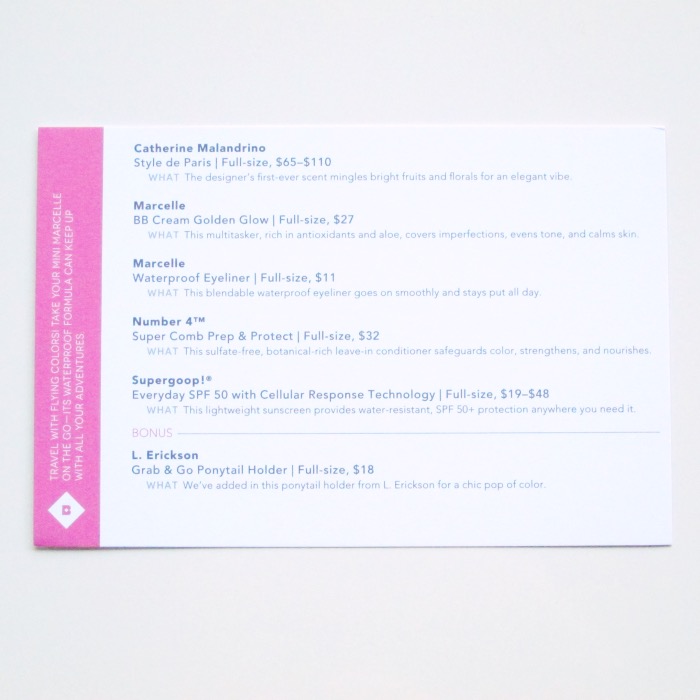 TRAVEL WITH FLYING COLORS! TAKE YOUR MINI MARCELLE
ON THE GO—ITS WATERPROOF FORMULA CAN KEEP UP
WITH ALL YOUR ADVENTURES.
Catherine Malandrino
Style de Paris | Full-size, $65–$110
WHAT The designer's first-ever scent mingles bright fruits and florals for an elegant vibe.
Marcelle
BB Cream Golden Glow | Full-size, $27
WHAT This multitasker, rich in antioxidants and aloe, covers imperfections, evens tone, and calms skin.
Marcelle
Waterproof Eyeliner | Full-size, $11
WHAT This blendable waterproof eyeliner goes on smoothly and stays put all day.
Number 4™
Super Comb Prep & Protect | Full-size, $32
WHAT This sulfate-free, botanical-rich leave-in conditioner safeguards color, strengthens, and nourishes.
Supergoop!®
Everyday SPF 50 with Cellular Response Technology | Full-size, $19–$48
WHAT This lightweight sunscreen provides water-resistant, SPF 50+ protection anywhere you need it.
BONUS
L. Erickson
Grab & Go Ponytail Holder | Full-size, $18
WHAT We've added in this ponytail holder from L. Erickson for a chic pop of color.